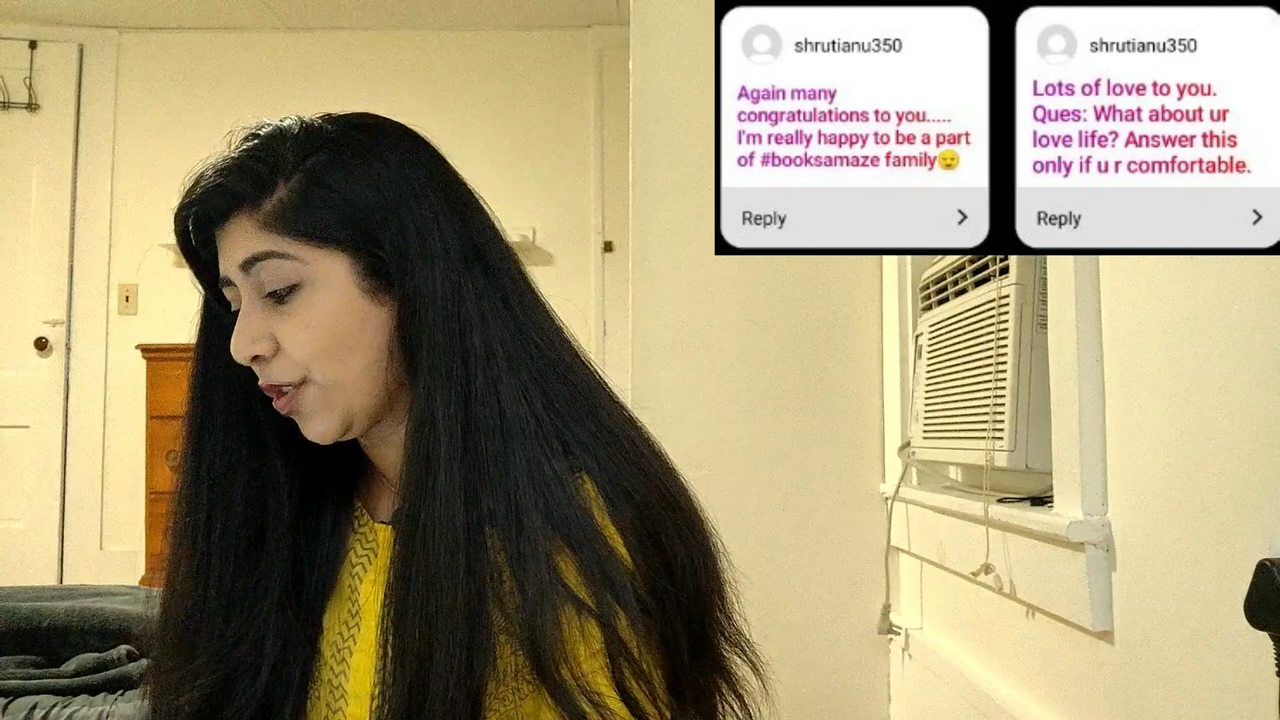 shrutianu350
Again many
congratulations to you.....
I'm really happy to be a part
of #booksamaze family😌
Reply
shrutianu350
Lots of love to you.
Ques: What about ur
love life? Answer this
only if u r comfortable.
Reply